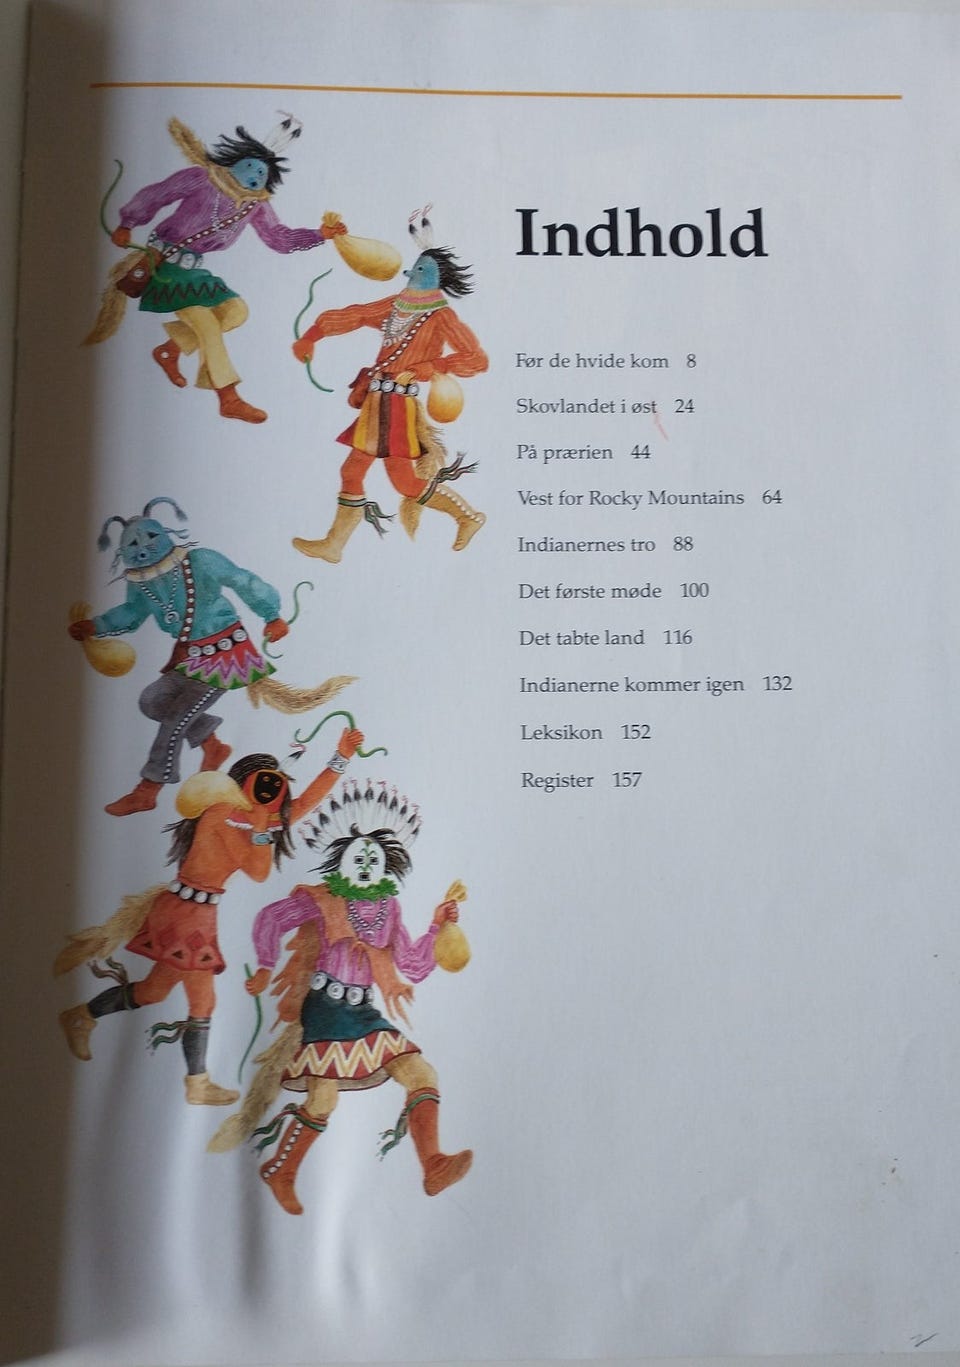 Indhold
Før de hvide kom 8
Skovlandet i øst 24
På prærien 44
Vest for Rocky Mountains 64
Indianernes tro 88
Det første møde 100
Det tabte land 116
Indianerne kommer igen 132
Leksikon 152
Register 157